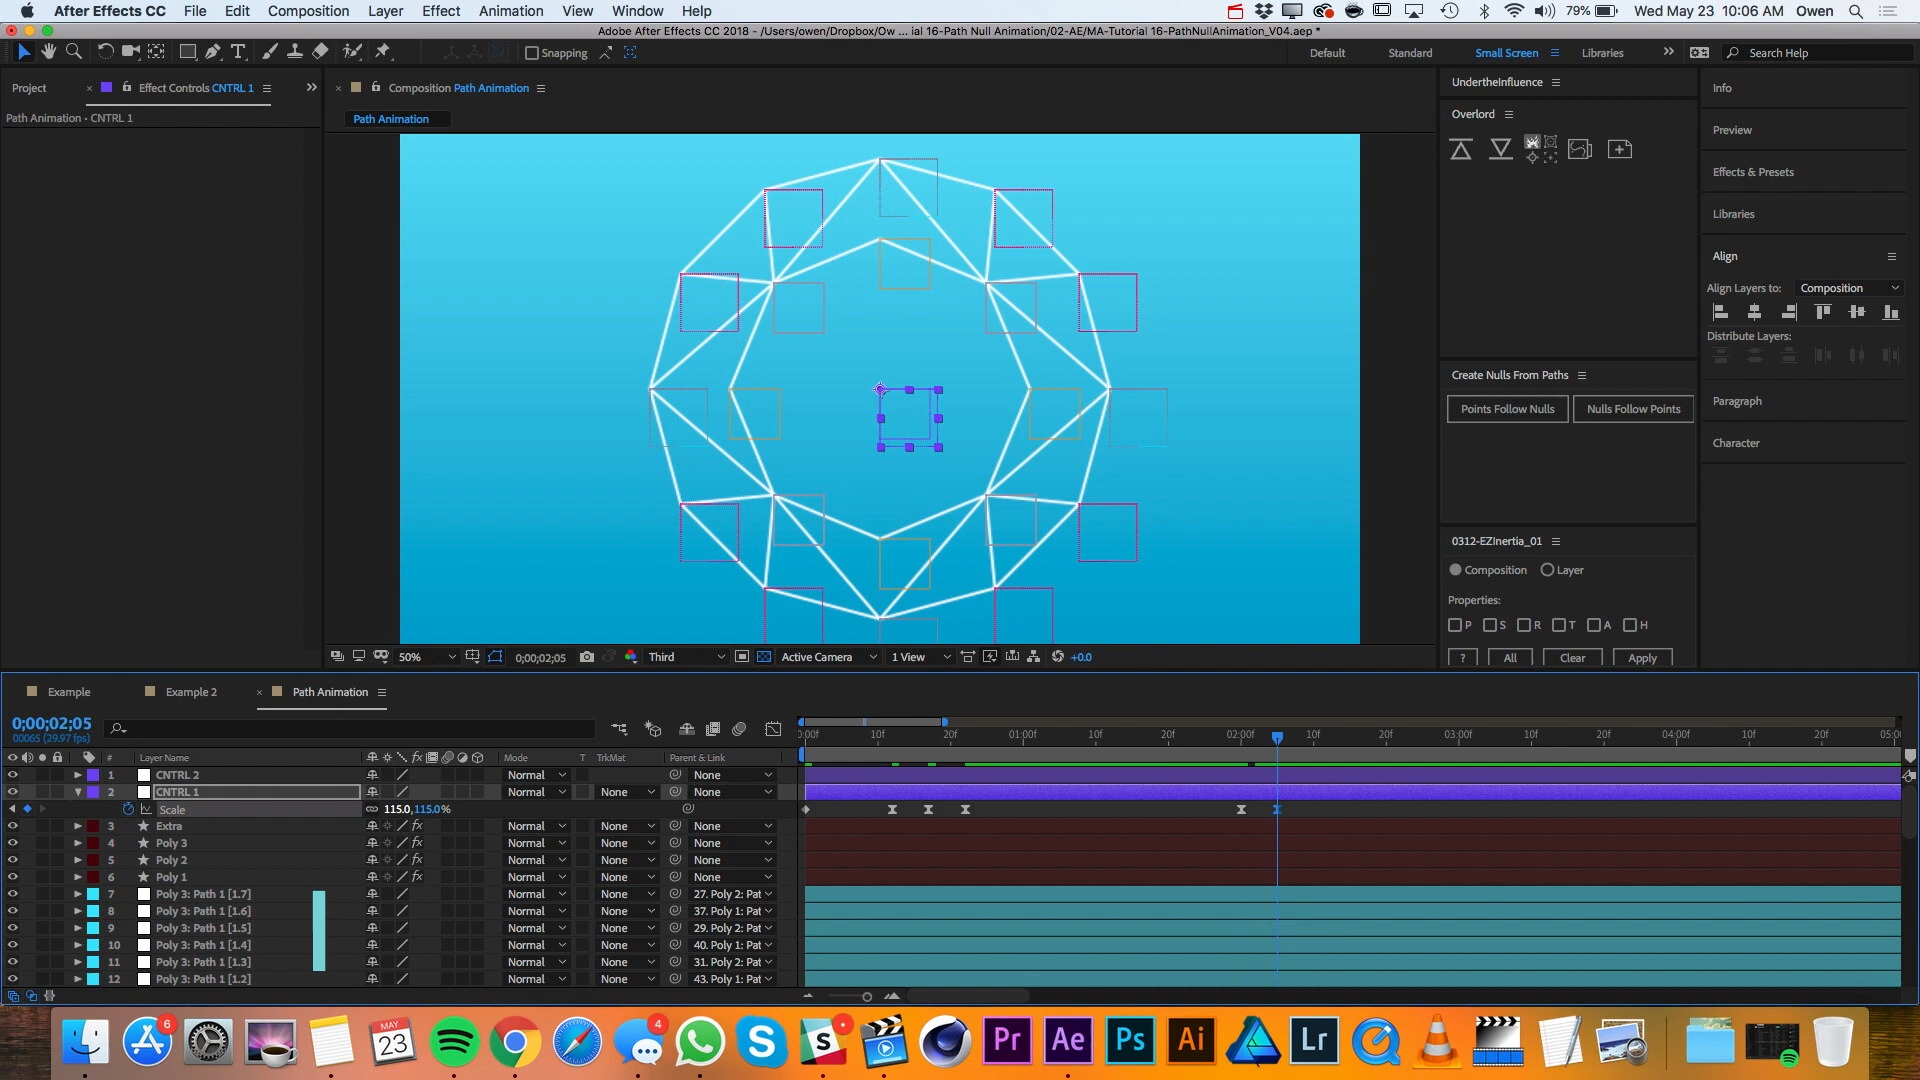 After Effects CC File Edit Composition Layer Effect Animation View Window Help 79% Wed May 23 10:06 AM Owen
Adobe After Effects CC 2018 - /Users/owen/Dropbox/Ow ... ial 16-Path Null Animation/02-AE/MA-Tutorial 16-PathNullAnimation_V04.aep *
T Snapping Default Standard Small Screen Libraries Search Help
Project Effect Controls CNTRL 1
Path Animation • CNTRL 1
Composition Path Animation
Path Animation
UndertheInfluence
Overlord
Create Nulls From Paths
Points Follow Nulls Nulls Follow Points
0312-EZInertia_01
Composition Layer
Properties:
P S R T A H
? All Clear Apply
Info
Preview
Effects & Presets
Libraries
Align
Align Layers to: Composition
Distribute Layers:
Paragraph
Character
50% 0;00;02;05 Third Active Camera 1 View +0.0
Example Example 2 Path Animation
0;00;02;05
00065 (29.97 fps)
0:00f 10f 20f 01:00f 10f 20f 02:00f 10f 20f 03:00f 10f 20f 04:00f 10f 20f 05:0
# Layer Name fx Mode T TrkMat Parent & Link
1 CNTRL 2 Normal None
2 CNTRL 1 Normal None None
Scale 115.0,115.0%
3 Extra fx Normal None None
4 Poly 3 fx Normal None None
5 Poly 2 fx Normal None None
6 Poly 1 fx Normal None None
7 Poly 3: Path 1 [1.7] Normal None 27. Poly 2: Pat
8 Poly 3: Path 1 [1.6] Normal None 37. Poly 1: Pat
9 Poly 3: Path 1 [1.5] Normal None 29. Poly 2: Pat
10 Poly 3: Path 1 [1.4] Normal None 40. Poly 1: Pat
11 Poly 3: Path 1 [1.3] Normal None 31. Poly 2: Pat
12 Poly 3: Path 1 [1.2] Normal None 43. Poly 1: Pat
6 MAY 23 4 S S Pr Ae Ps Ai Lr